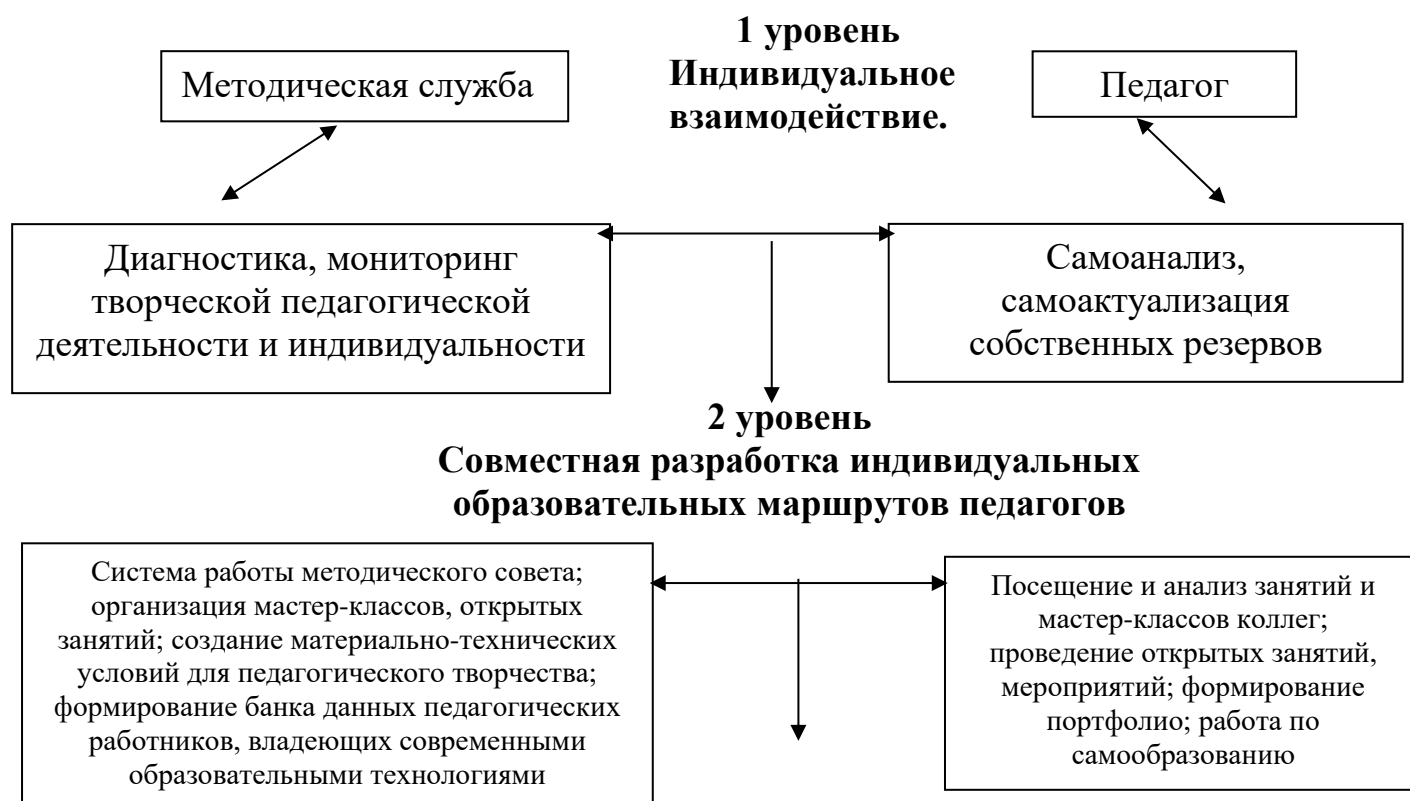 1 уровень
Индивидуальное
взаимодействие.
Методическая служба
Педагог
Диагностика, мониторинг
творческой педагогической
деятельности и индивидуальности
Самоанализ,
самоактуализация
собственных резервов
2 уровень
Совместная разработка индивидуальных
образовательных маршрутов педагогов
Система работы методического совета;
организация мастер-классов, открытых
занятий; создание материально-технических
условий для педагогического творчества;
формирование банка данных педагогических
работников, владеющих современными
образовательными технологиями
Посещение и анализ занятий и
мастер-классов коллег;
проведение открытых занятий,
мероприятий; формирование
портфолио; работа по
самообразованию